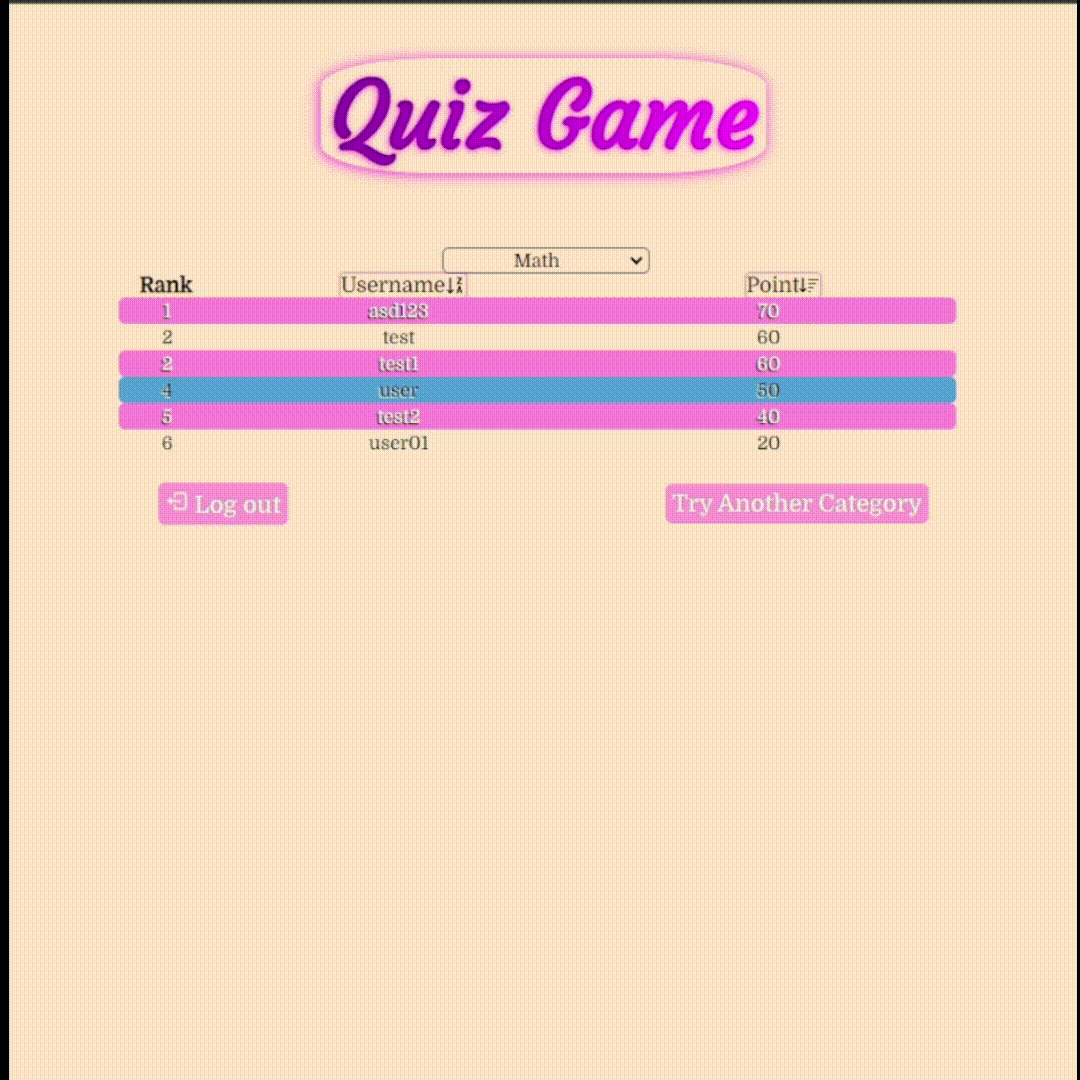 Quiz Game
Math
Rank Username Point
1 asd123 70
2 test 60
2 test1 60
4 user 50
5 test2 40
6 user01 20
Log out Try Another Category